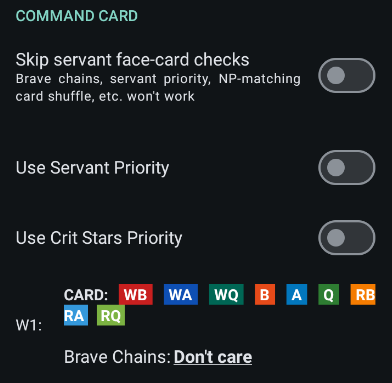 COMMAND CARD
Skip servant face-card checks
Brave chains, servant priority, NP-matching
card shuffle, etc. won't work
Use Servant Priority
Use Crit Stars Priority
W1:
CARD: WB WA WQ B A Q RB
RA RQ
Brave Chains: Don't care